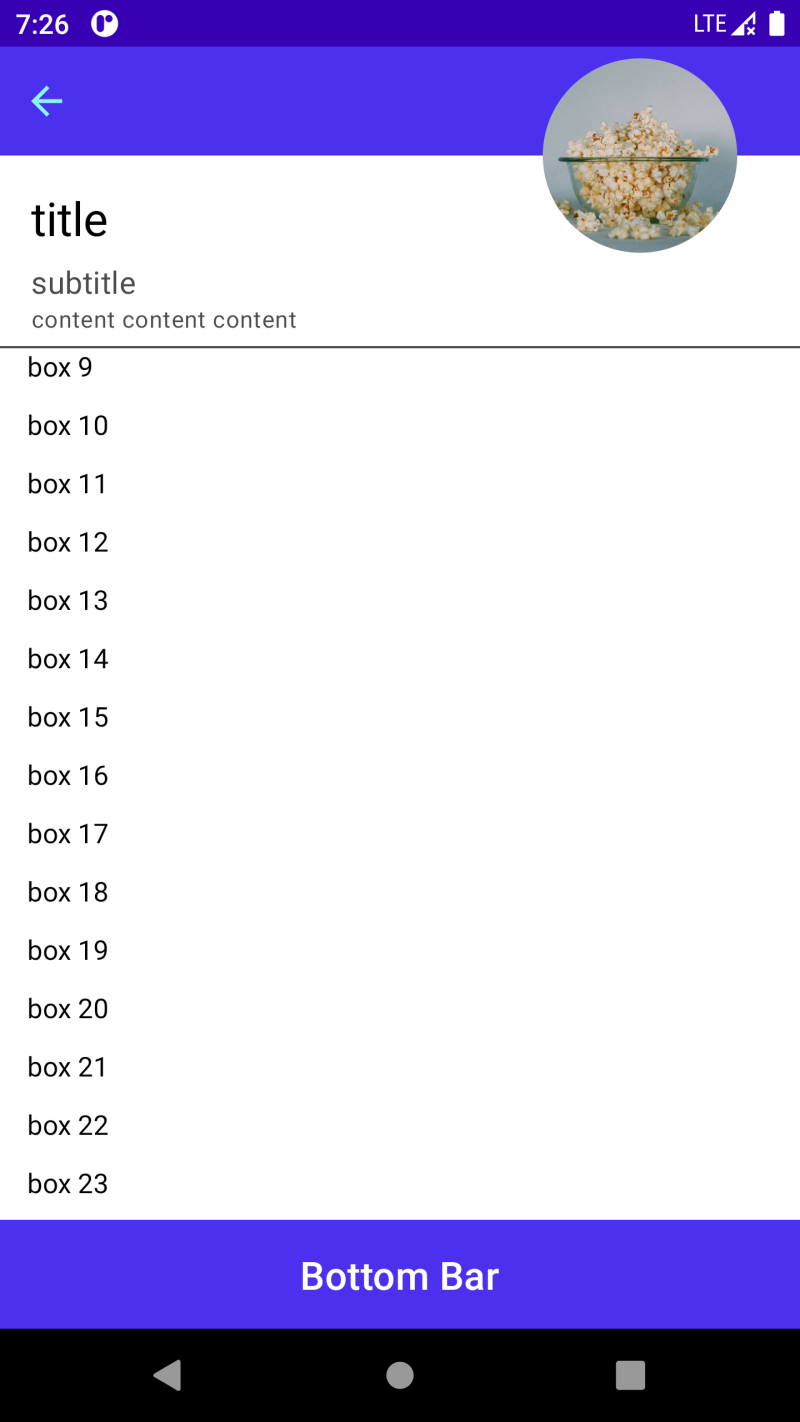 7:26 LTE
title
subtitle
content content content
box 9
box 10
box 11
box 12
box 13
box 14
box 15
box 16
box 17
box 18
box 19
box 20
box 21
box 22
box 23
Bottom Bar